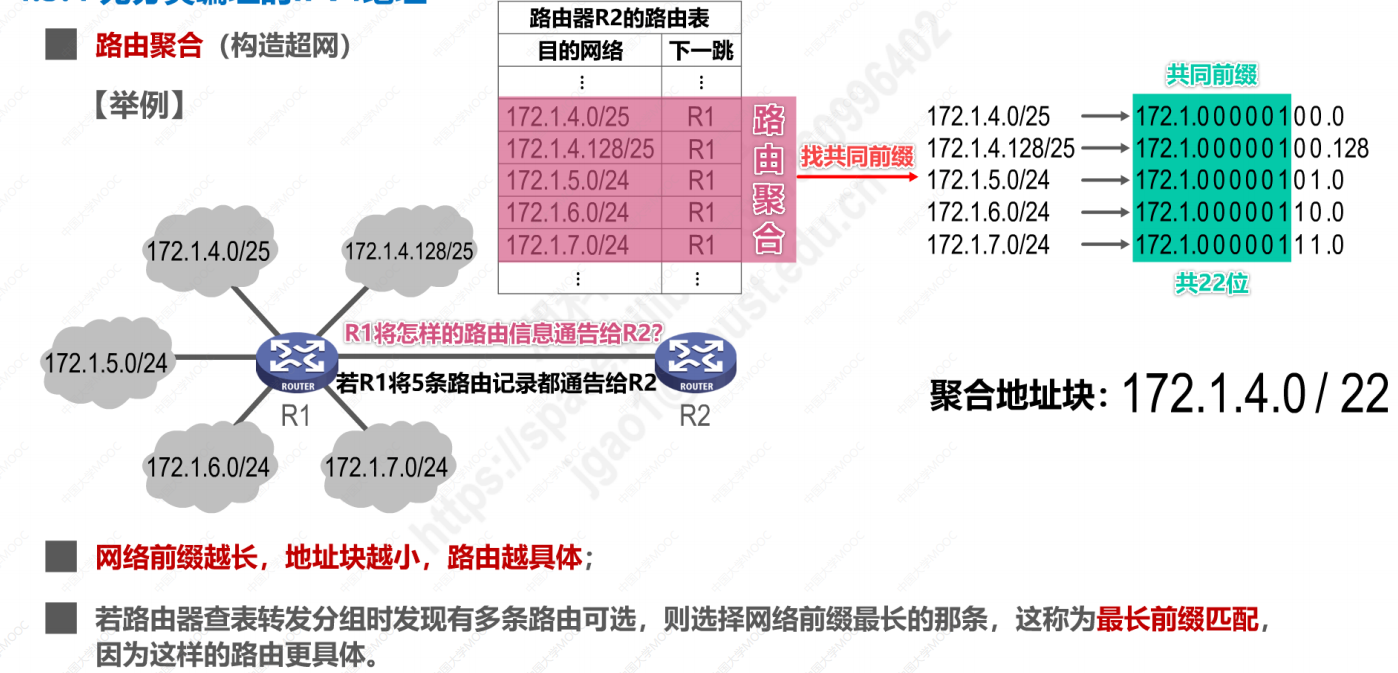 路由聚合（构造超网）
【举例】
路由器R2的路由表
目的网络 下一跳
⋮ ⋮
172.1.4.0/25 R1
172.1.4.128/25 R1
172.1.5.0/24 R1
172.1.6.0/24 R1
172.1.7.0/24 R1
⋮ ⋮
路由聚合
找共同前缀
共同前缀
172.1.4.0/25 172.1.00000100.0
172.1.4.128/25 172.1.00000100.128
172.1.5.0/24 172.1.00000101.0
172.1.6.0/24 172.1.00000110.0
172.1.7.0/24 172.1.00000111.0
共22位
172.1.4.0/25
172.1.4.128/25
172.1.5.0/24
172.1.6.0/24
172.1.7.0/24
R1将怎样的路由信息通告给R2?
若R1将5条路由记录都通告给R2
ROUTER
R1
ROUTER
R2
聚合地址块：172.1.4.0 / 22
网络前缀越长，地址块越小，路由越具体；
若路由器查表转发分组时发现有多条路由可选，则选择网络前缀最长的那条，这称为最长前缀匹配，
因为这样的路由更具体。